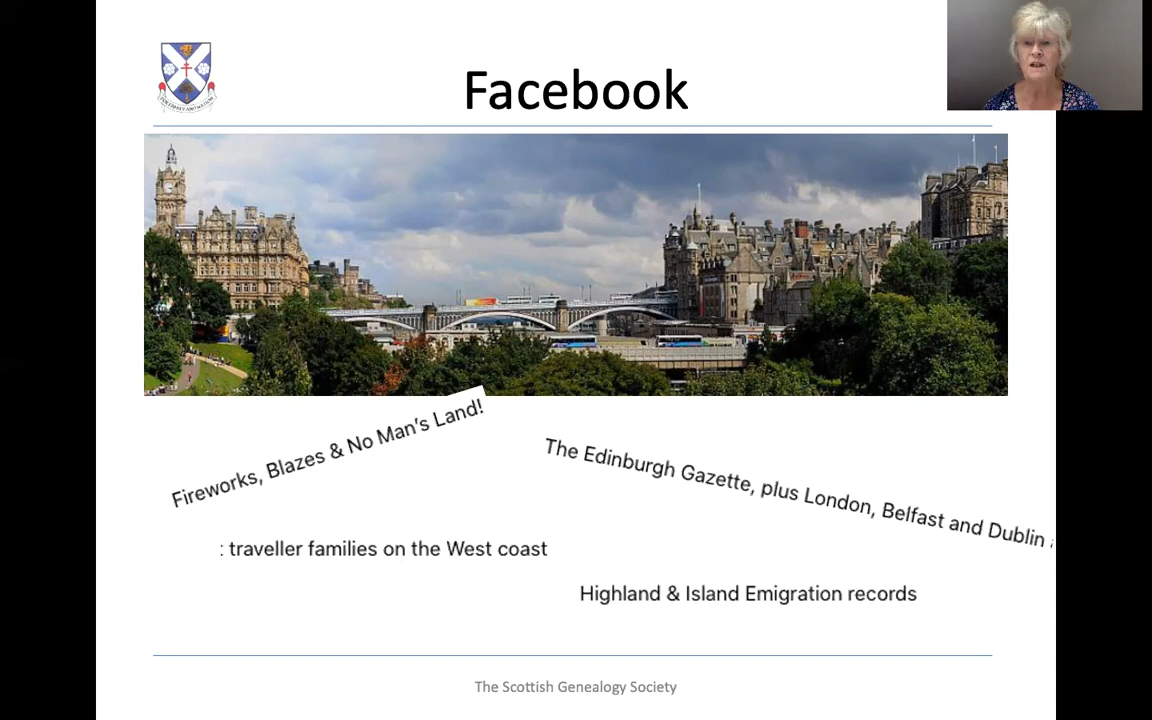 Facebook
Fireworks, Blazes & No Man's Land!
The Edinburgh Gazette, plus London, Belfast and Dublin
: traveller families on the West coast
Highland & Island Emigration records
The Scottish Genealogy Society